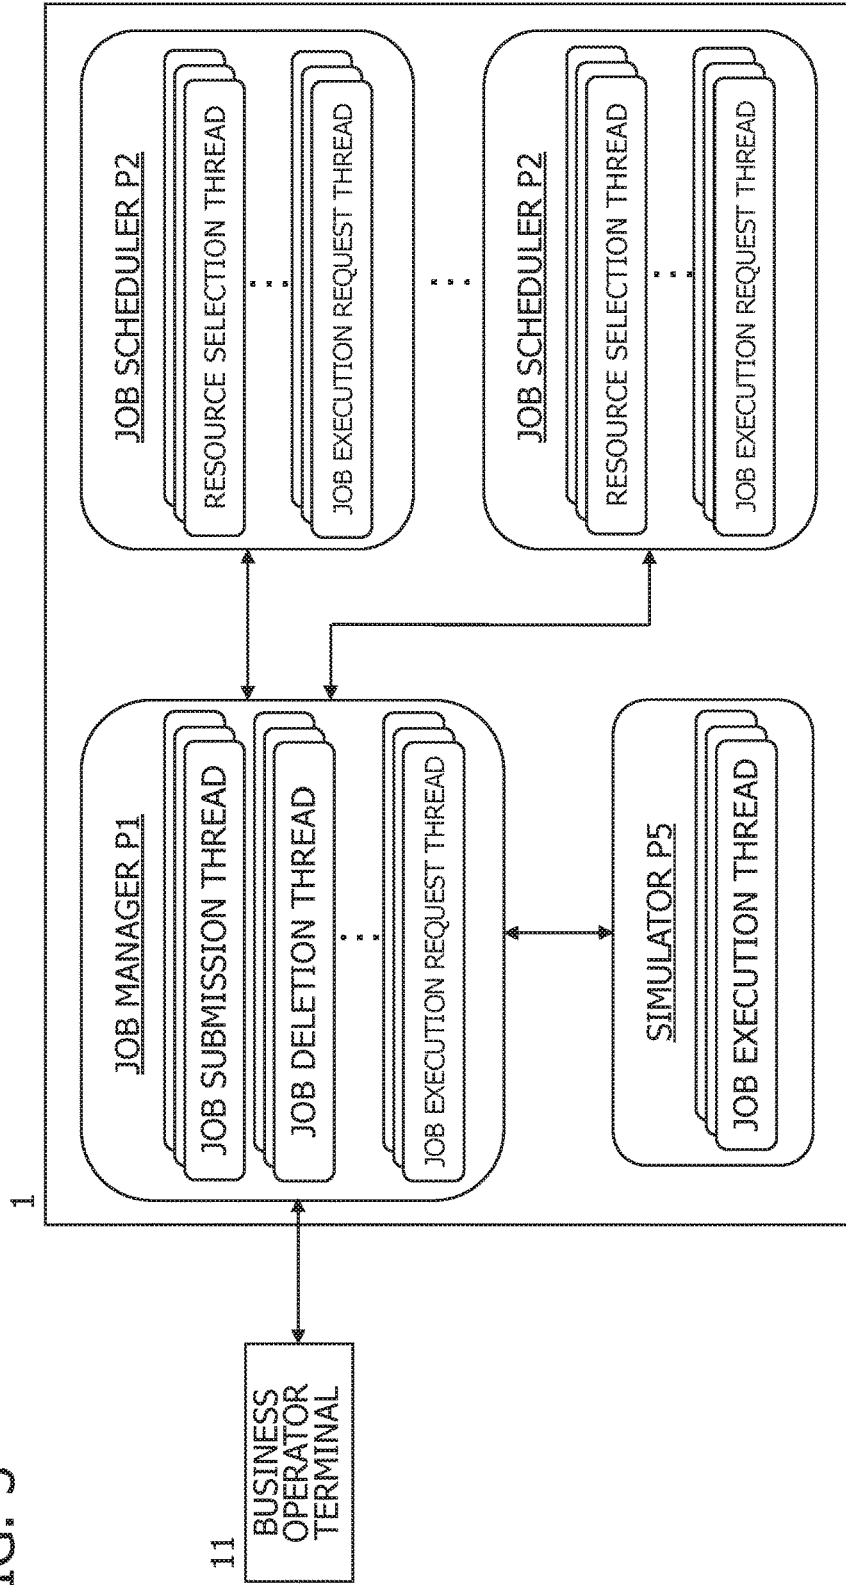 1
11
BUSINESS
OPERATOR
TERMINAL
JOB MANAGER P1
JOB SUBMISSION THREAD
JOB DELETION THREAD
JOB EXECUTION REQUEST THREAD
SIMULATOR P5
JOB EXECUTION THREAD
JOB SCHEDULER P2
RESOURCE SELECTION THREAD
JOB EXECUTION REQUEST THREAD
JOB SCHEDULER P2
RESOURCE SELECTION THREAD
JOB EXECUTION REQUEST THREAD